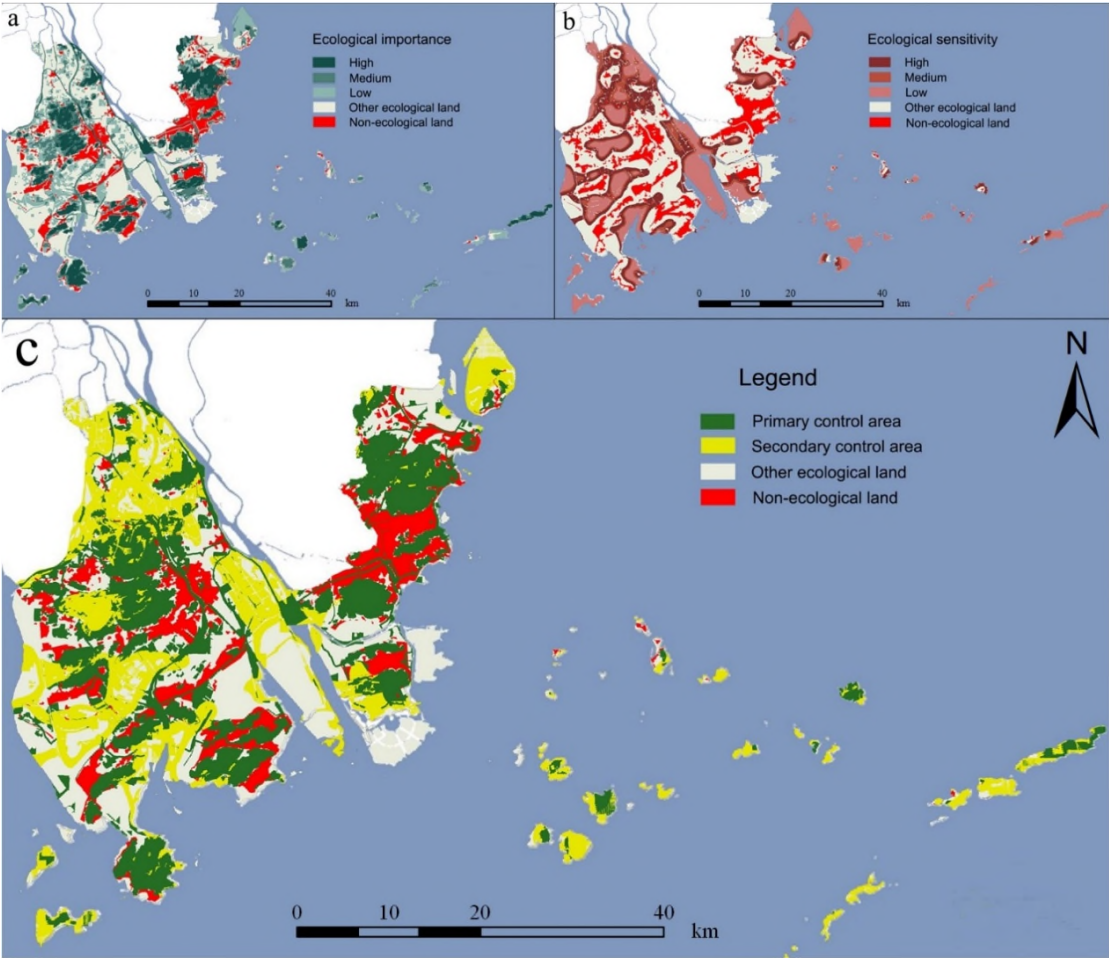 a
Ecological importance
High
Medium
Low
Other ecological land
Non-ecological land
0 10 20 40
km
b
Ecological sensitivity
High
Medium
Low
Other ecological land
Non-ecological land
0 10 20 40
km
c
N
Legend
Primary control area
Secondary control area
Other ecological land
Non-ecological land
0 10 20 40
km